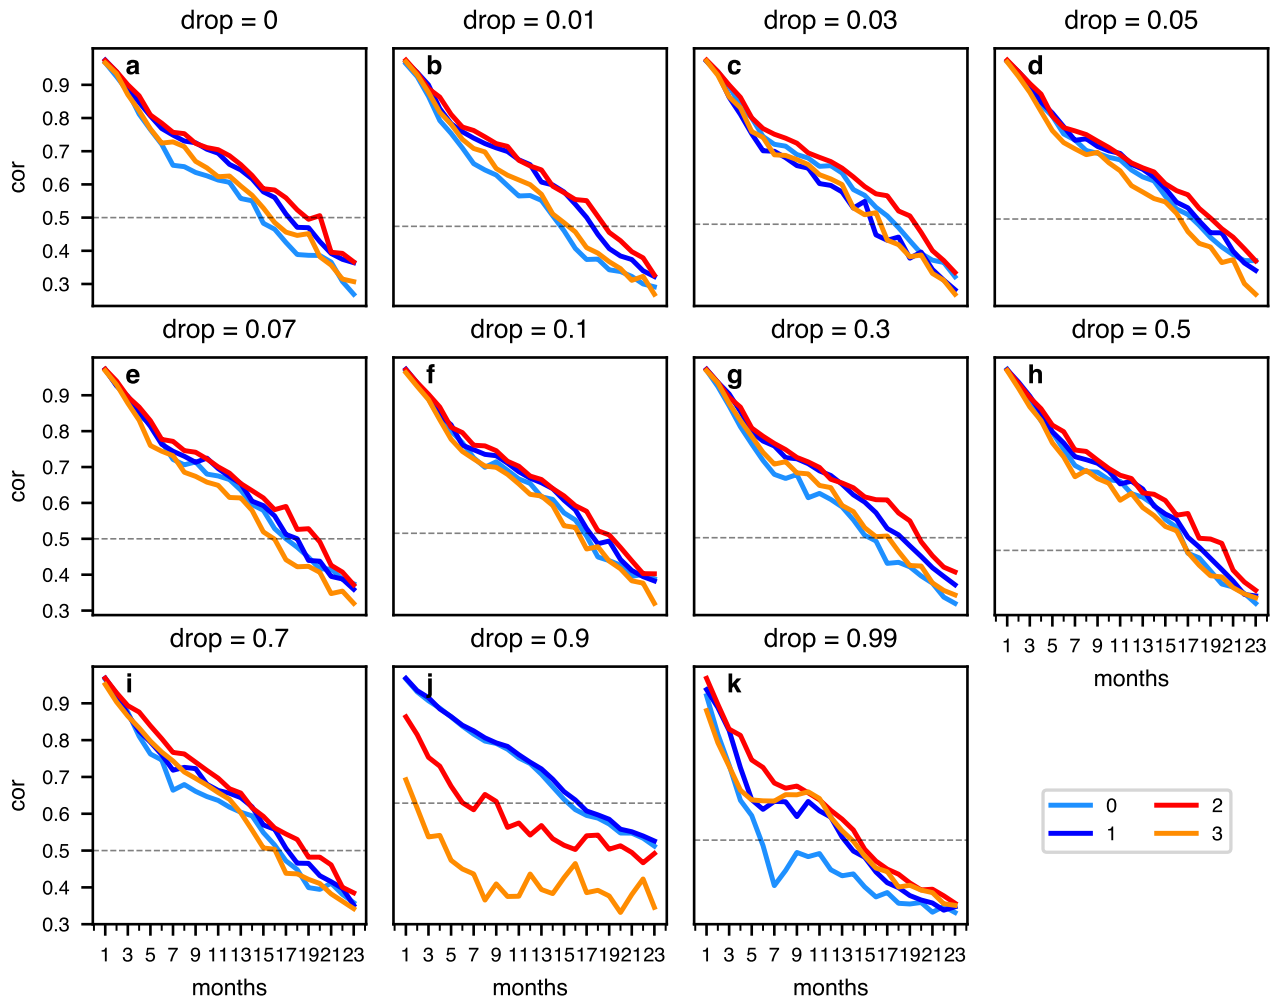 drop = 0
drop = 0.01
drop = 0.03
drop = 0.05
a
b
c
d
0.9
0.8
0.7
0.6
0.5
0.4
0.3
cor
drop = 0.07
drop = 0.1
drop = 0.3
drop = 0.5
e
f
g
h
0.9
0.8
0.7
0.6
0.5
0.4
0.3
cor
1 3 5 7 9 11 13 15 17 19 21 23
months
drop = 0.7
drop = 0.9
drop = 0.99
i
j
k
0.9
0.8
0.7
0.6
0.5
0.4
0.3
cor
1 3 5 7 9 11 13 15 17 19 21 23
1 3 5 7 9 11 13 15 17 19 21 23
1 3 5 7 9 11 13 15 17 19 21 23
months
months
months
0 2
1 3